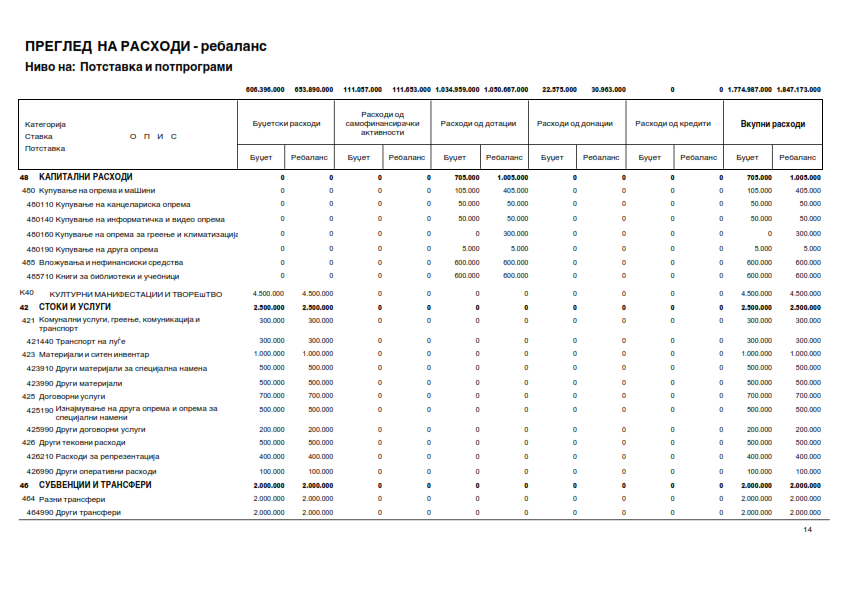 ПРЕГЛЕД НА РАСХОДИ - ребаланс
Ниво на: Потставка и потпрограми
606.396.000 653.890.000 111.057.000 111.653.000 1.034.959.000 1.050.667.000 22.575.000 30.963.000 0 0 1.774.987.000 1.847.173.000
Категорија
Ставка О П И С
Потставка
Буџетски расходи
Расходи од
самофинансирачки
активности
Расходи од дотации
Расходи од донации
Расходи од кредити
Вкупни расходи
Буџет Ребаланс Буџет Ребаланс Буџет Ребаланс Буџет Ребаланс Буџет Ребаланс Буџет Ребаланс
48 КАПИТАЛНИ РАСХОДИ 0 0 0 0 705.000 1.005.000 0 0 0 0 705.000 1.005.000
480 Купување на опрема и маШини 0 0 0 0 105.000 405.000 0 0 0 0 105.000 405.000
480110 Купување на канцелариска опрема 0 0 0 0 50.000 50.000 0 0 0 0 50.000 50.000
480140 Купување на информатичка и видео опрема 0 0 0 0 50.000 50.000 0 0 0 0 50.000 50.000
480160 Купување на опрема за греење и климатизација 0 0 0 0 0 300.000 0 0 0 0 0 300.000
480190 Купување на друга опрема 0 0 0 0 5.000 5.000 0 0 0 0 5.000 5.000
485 Вложувања и нефинансиски средства 0 0 0 0 600.000 600.000 0 0 0 0 600.000 600.000
485710 Книги за библиотеки и учебници 0 0 0 0 600.000 600.000 0 0 0 0 600.000 600.000
К40 КУЛТУРНИ МАНИФЕСТАЦИИ И ТВОРЕшТВО 4.500.000 4.500.000 0 0 0 0 0 0 0 0 4.500.000 4.500.000
42 СТОКИ И УСЛУГИ 2.500.000 2.500.000 0 0 0 0 0 0 0 0 2.500.000 2.500.000
421 Комунални услуги, греење, комуникација и
транспорт 300.000 300.000 0 0 0 0 0 0 0 0 300.000 300.000
421440 Транспорт на луѓе 300.000 300.000 0 0 0 0 0 0 0 0 300.000 300.000
423 Материјали и ситен инвентар 1.000.000 1.000.000 0 0 0 0 0 0 0 0 1.000.000 1.000.000
423910 Други материјали за специјална намена 500.000 500.000 0 0 0 0 0 0 0 0 500.000 500.000
423990 Други материјали 500.000 500.000 0 0 0 0 0 0 0 0 500.000 500.000
425 Договорни услуги 700.000 700.000 0 0 0 0 0 0 0 0 700.000 700.000
425190 Изнајмување на друга опрема и опрема за
специјални намени 500.000 500.000 0 0 0 0 0 0 0 0 500.000 500.000
425990 Други договорни услуги 200.000 200.000 0 0 0 0 0 0 0 0 200.000 200.000
426 Други тековни расходи 500.000 500.000 0 0 0 0 0 0 0 0 500.000 500.000
426210 Расходи за репрезентација 400.000 400.000 0 0 0 0 0 0 0 0 400.000 400.000
426990 Други оперативни расходи 100.000 100.000 0 0 0 0 0 0 0 0 100.000 100.000
46 СУБВЕНЦИИ И ТРАНСФЕРИ 2.000.000 2.000.000 0 0 0 0 0 0 0 0 2.000.000 2.000.000
464 Разни трансфери 2.000.000 2.000.000 0 0 0 0 0 0 0 0 2.000.000 2.000.000
464990 Други трансфери 2.000.000 2.000.000 0 0 0 0 0 0 0 0 2.000.000 2.000.000
14